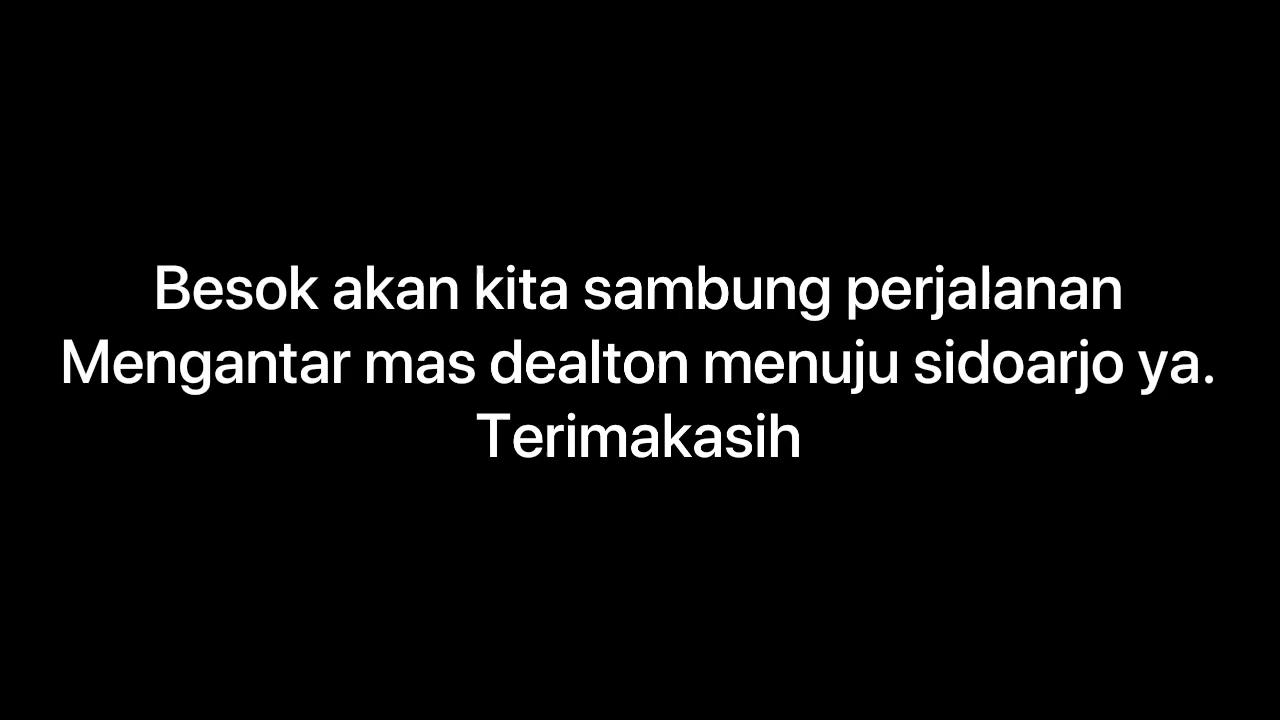 Besok akan kita sambung perjalanan
Mengantar mas dealton menuju sidoarjo ya.
Terimakasih